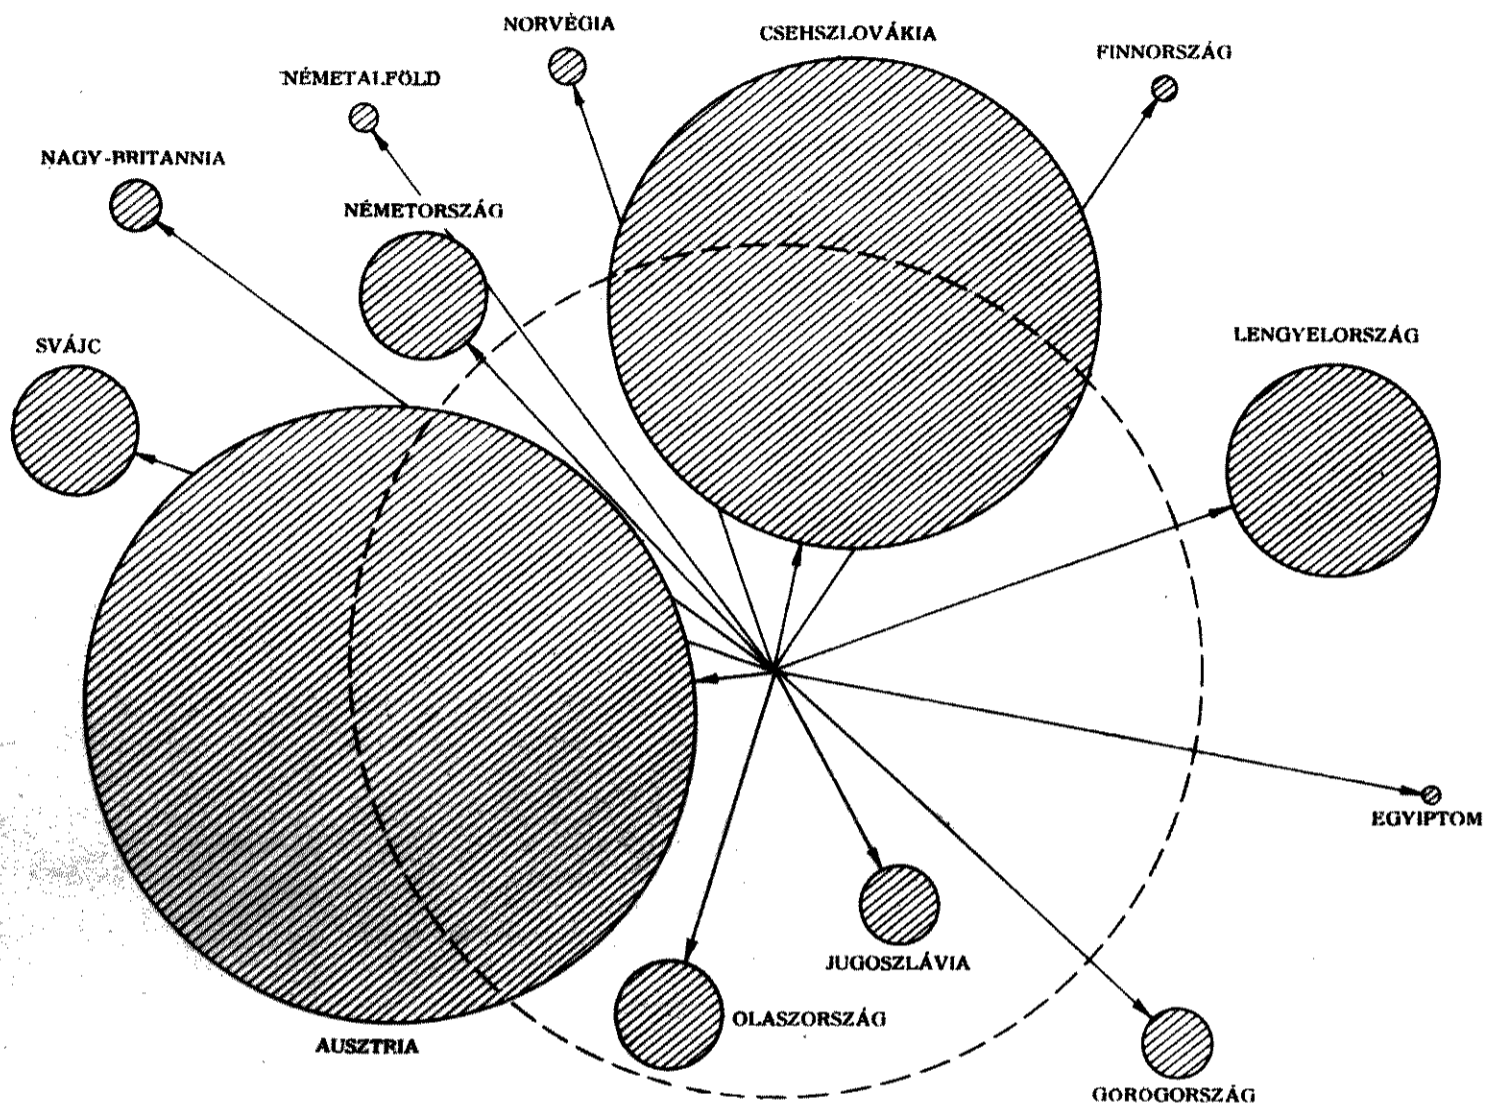 NORVÉGIA
CSEHSZLOVÁKIA
FINNORSZÁG
NÉMETALFÖLD
NAGY-BRITANNIA
NÉMETORSZÁG
SVÁJC
LENGYELORSZÁG
EGYIPTOM
JUGOSZLÁVIA
OLASZORSZÁG
AUSZTRIA
GÖRÖGORSZÁG